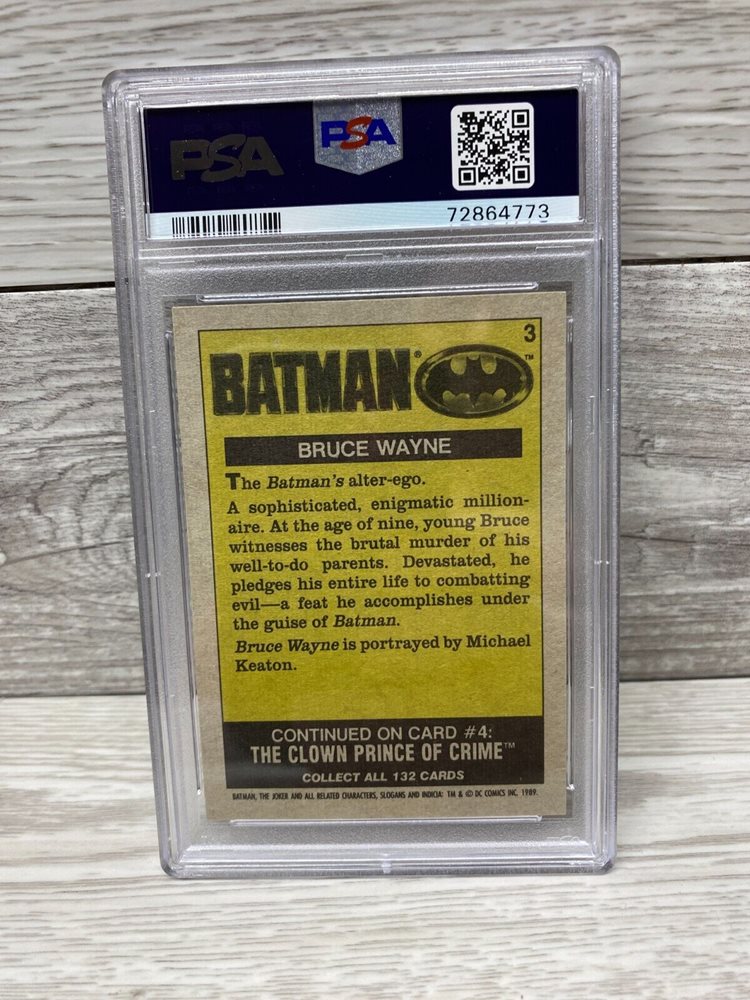 PSA
PSA
72864773
3
BATMAN®
™
BRUCE WAYNE
The Batman's alter-ego.
A sophisticated, enigmatic million-
aire. At the age of nine, young Bruce
witnesses the brutal murder of his
well-to-do parents. Devastated, he
pledges his entire life to combatting
evil—a feat he accomplishes under
the guise of Batman.
Bruce Wayne is portrayed by Michael
Keaton.
CONTINUED ON CARD #4:
THE CLOWN PRINCE OF CRIME™
COLLECT ALL 132 CARDS
BATMAN, THE JOKER AND ALL RELATED CHARACTERS, SLOGANS AND INDICIA: TM & © DC COMICS INC. 1989.